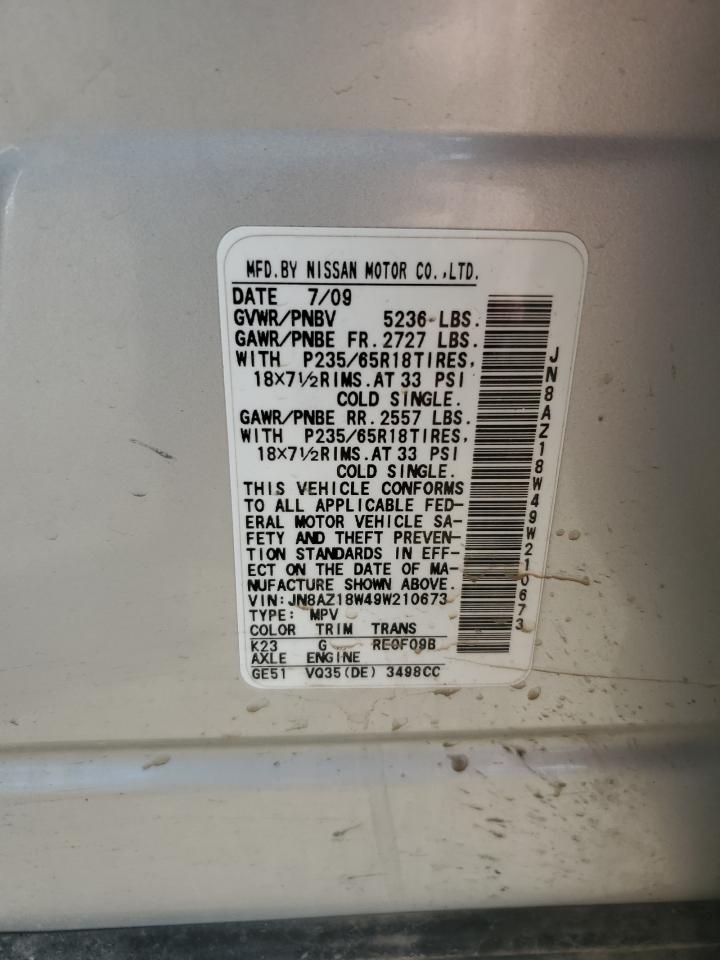 MFD.BY NISSAN MOTOR CO.,LTD.
DATE 7/09
GVWR/PNBV 5236 LBS.
GAWR/PNBE FR. 2727 LBS.
WITH P235/65R18TIRES,
18×7½RIMS.AT 33 PSI
COLD SINGLE.
GAWR/PNBE RR. 2557 LBS.
WITH P235/65R18TIRES,
18×7½RIMS.AT 33 PSI
COLD SINGLE.
THIS VEHICLE CONFORMS
TO ALL APPLICABLE FED-
ERAL MOTOR VEHICLE SA-
FETY AND THEFT PREVEN-
TION STANDARDS IN EFF-
ECT ON THE DATE OF MA-
NUFACTURE SHOWN ABOVE.
VIN:JN8AZ18W49W210673
TYPE: MPV
COLOR TRIM TRANS
K23 G RE0F09B
AXLE ENGINE
GE51 VQ35(DE) 3498CC
JN8AZ18W49W210673